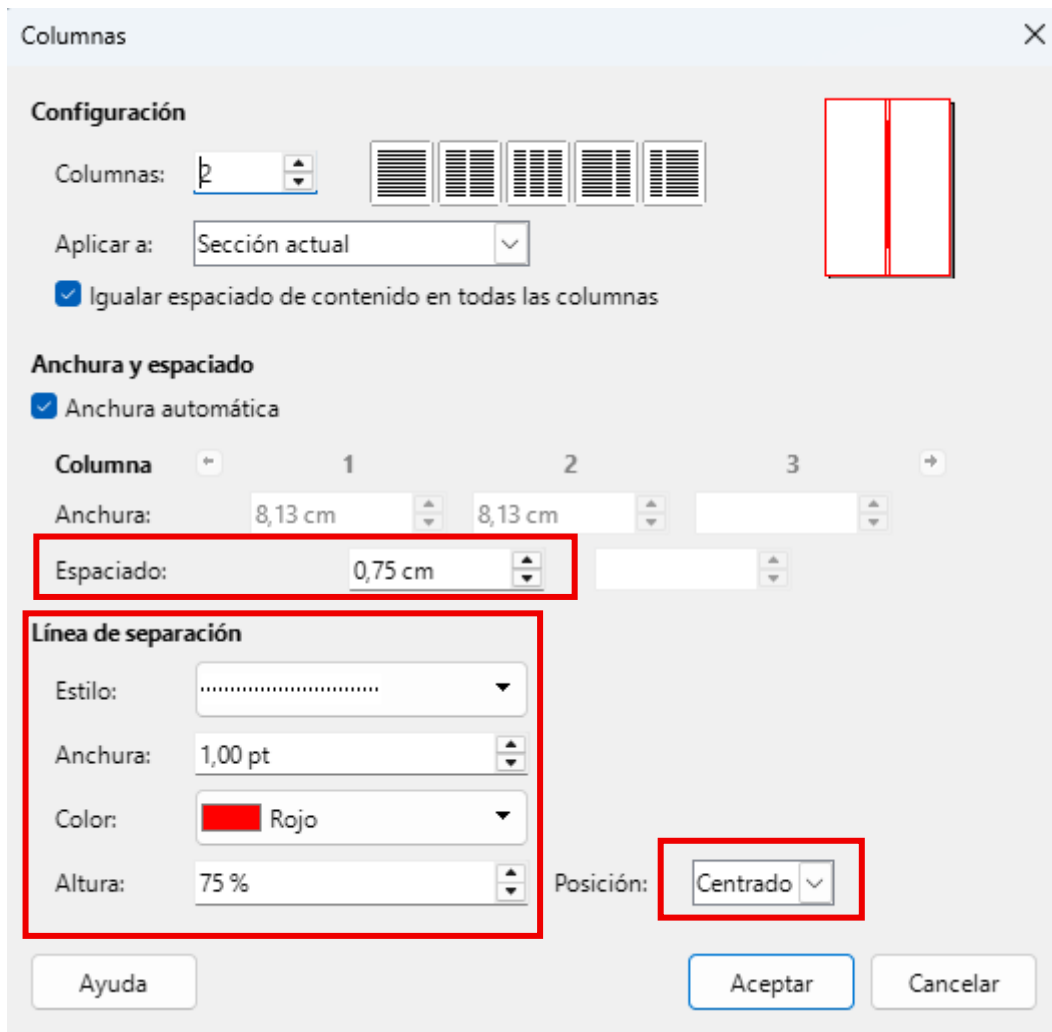 Columnas
Configuración
Columnas: 2
Aplicar a: Sección actual
Igualar espaciado de contenido en todas las columnas
Anchura y espaciado
Anchura automática
Columna 1 2 3
Anchura: 8,13 cm 8,13 cm
Espaciado: 0,75 cm
Línea de separación
Estilo:
Anchura: 1,00 pt
Color: Rojo
Altura: 75 % Posición: Centrado
Ayuda Aceptar Cancelar